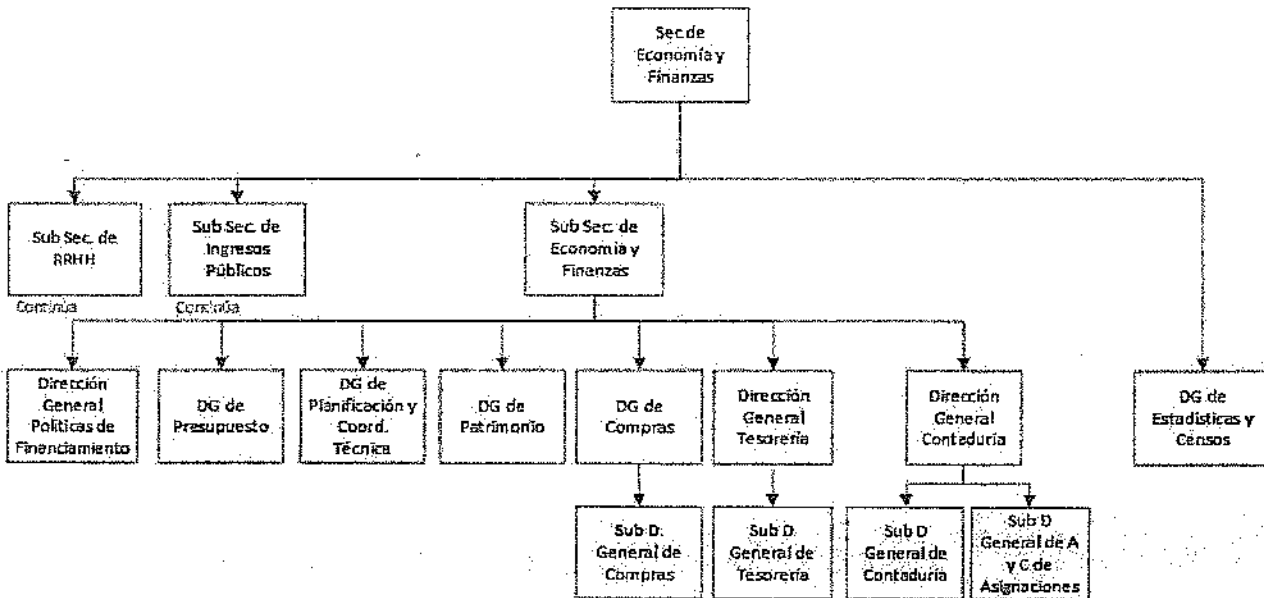 Sec de
Economía y
Finanzas
Sub Sec. de
RRHH
Continúa
Sub Sec. de
Ingresos
Públicos
Continúa
Sub Sec. de
Economía y
Finanzas
Dirección
General
Políticas de
Financiamiento
DG de
Presupuesto
DG de
Planificación y
Coord.
Técnica
DG de
Patrimonio
DG de
Compras
Dirección
General
Tesorería
Dirección
General
Contaduría
DG de
Estadísticas y
Censos
Sub D.
General de
Compras
Sub D
General de
Tesorería
Sub D
General de
Contaduría
Sub D
General de A
y C de
Asignaciones